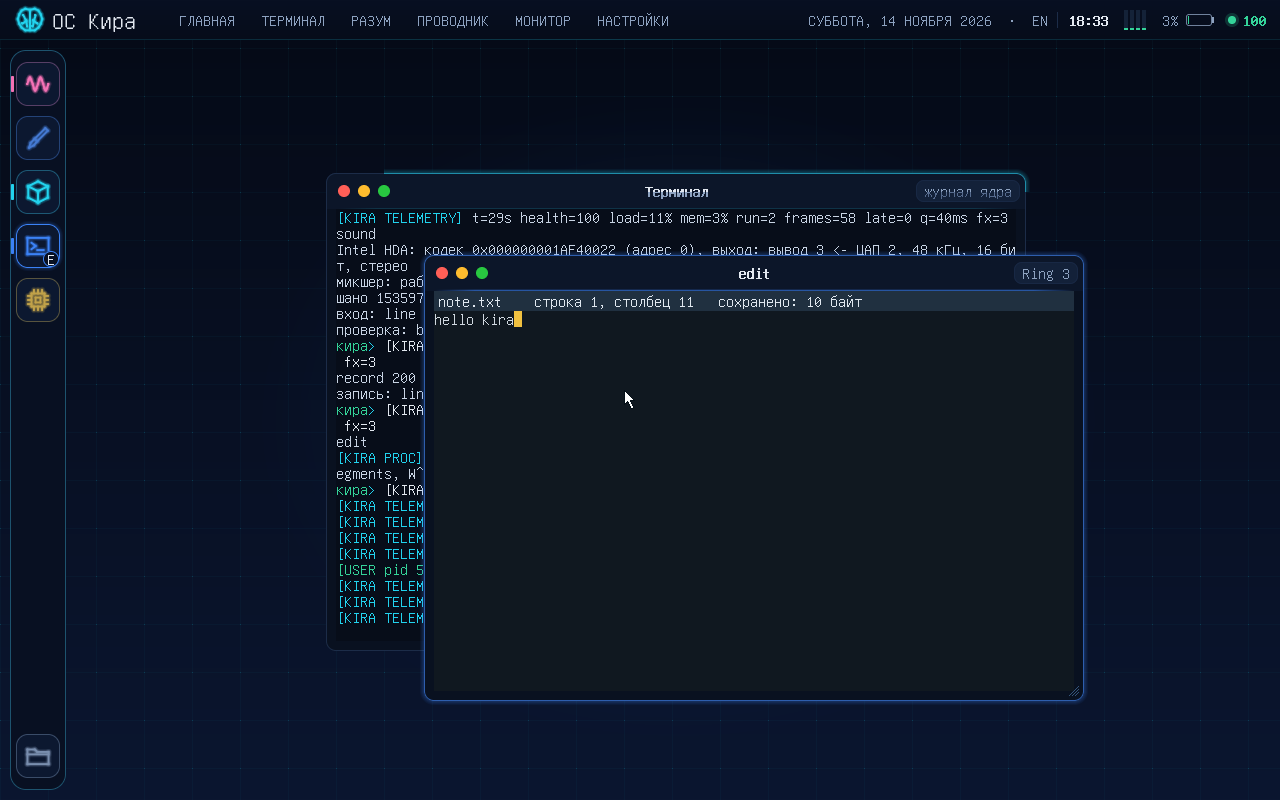 ОС Кира
ГЛАВНАЯ ТЕРМИНАЛ РАЗУМ ПРОВОДНИК МОНИТОР НАСТРОЙКИ
СУББОТА, 14 НОЯБРЯ 2026 · EN 18:33 3% 100
E
Терминал
журнал ядра
[KIRA TELEMETRY] t=29s health=100 load=11% mem=3% run=2 frames=58 late=0 q=40ms fx=3
sound
Intel HDA: кодек 0x000000001AF40022 (адрес 0), выход: вывод 3 <- ЦАП 2, 48 кГц, 16 би
т, стерео
микшер: раб
шано 153597
вход: line
проверка: b
кира> [KIRA
fx=3
record 200
запись: lin
кира> [KIRA
fx=3
edit
[KIRA PROC]
egments, W^
кира> [KIRA
[KIRA TELEM
[KIRA TELEM
[KIRA TELEM
[KIRA TELEM
[USER pid 5
[KIRA TELEM
[KIRA TELEM
[KIRA TELEM
edit
Ring 3
note.txt строка 1, столбец 11 сохранено: 10 байт
hello kira